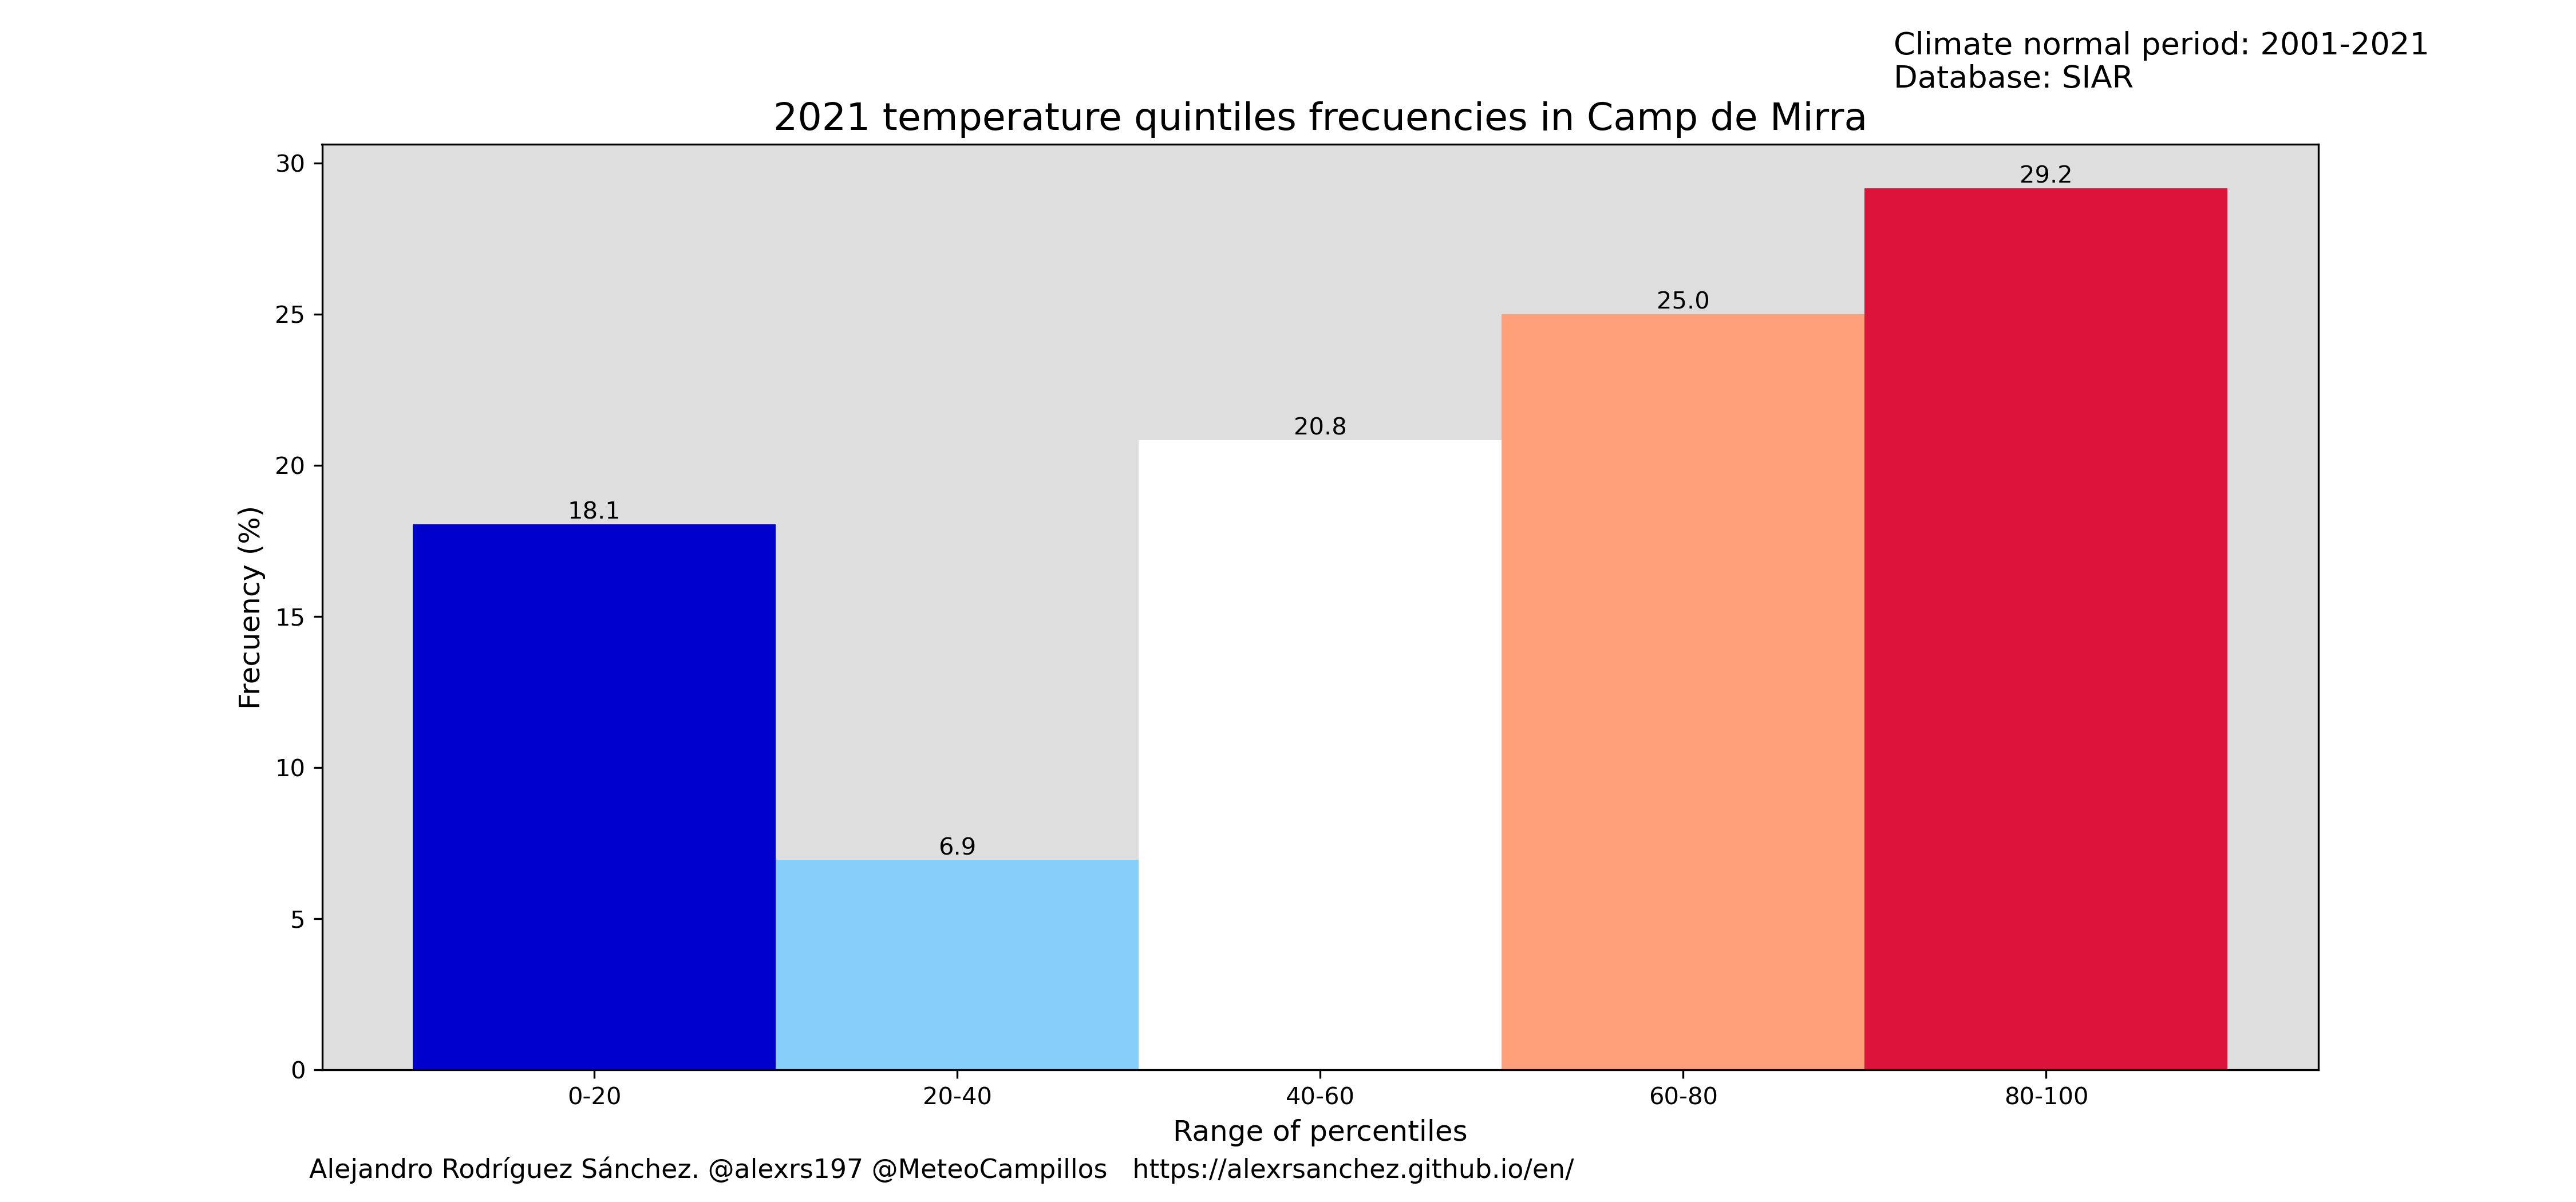 Climate normal period: 2001-2021
Database: SIAR
2021 temperature quintiles frecuencies in Camp de Mirra
30
25
20
15
10
5
0
Frecuency (%)
18.1
6.9
20.8
25.0
29.2
0-20
20-40
40-60
60-80
80-100
Range of percentiles
Alejandro Rodríguez Sánchez. @alexrs197 @MeteoCampillos   https://alexrsanchez.github.io/en/